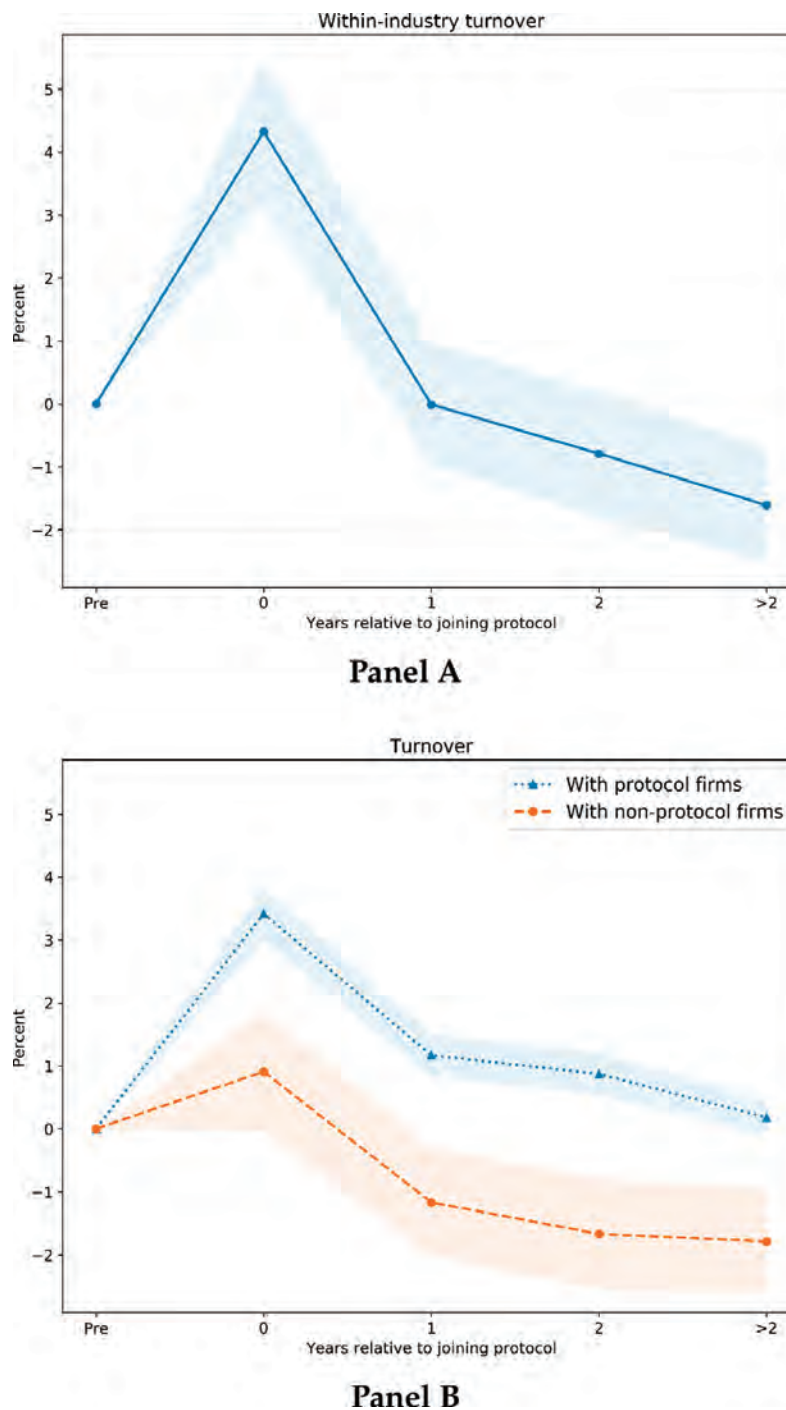 Within-industry turnover
5
4
3
2
1
0
−1
−2
Percent
Pre 0 1 2 >2
Years relative to joining protocol
Panel A
Turnover
With protocol firms
With non-protocol firms
5
4
3
2
1
0
−1
−2
Percent
Pre 0 1 2 >2
Years relative to joining protocol
Panel B